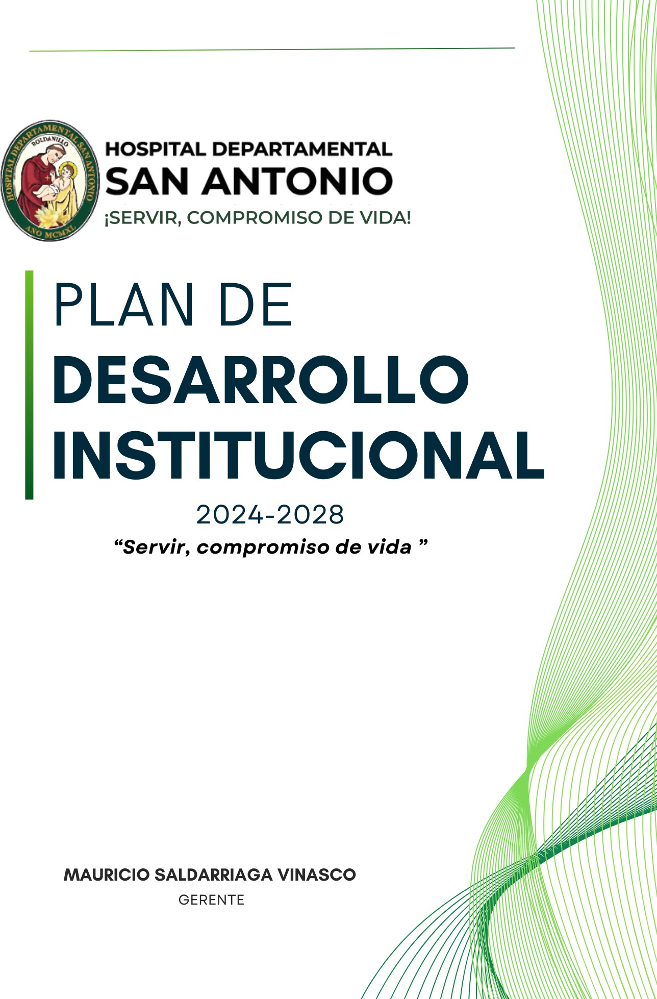 HOSPITAL DEPARTAMENTAL SAN ANTONIO
ROLDANILLO
AÑO MCMXL
HOSPITAL DEPARTAMENTAL
SAN ANTONIO
¡SERVIR, COMPROMISO DE VIDA!
PLAN DE
DESARROLLO
INSTITUCIONAL
2024-2028
“Servir, compromiso de vida ”
MAURICIO SALDARRIAGA VINASCO
GERENTE